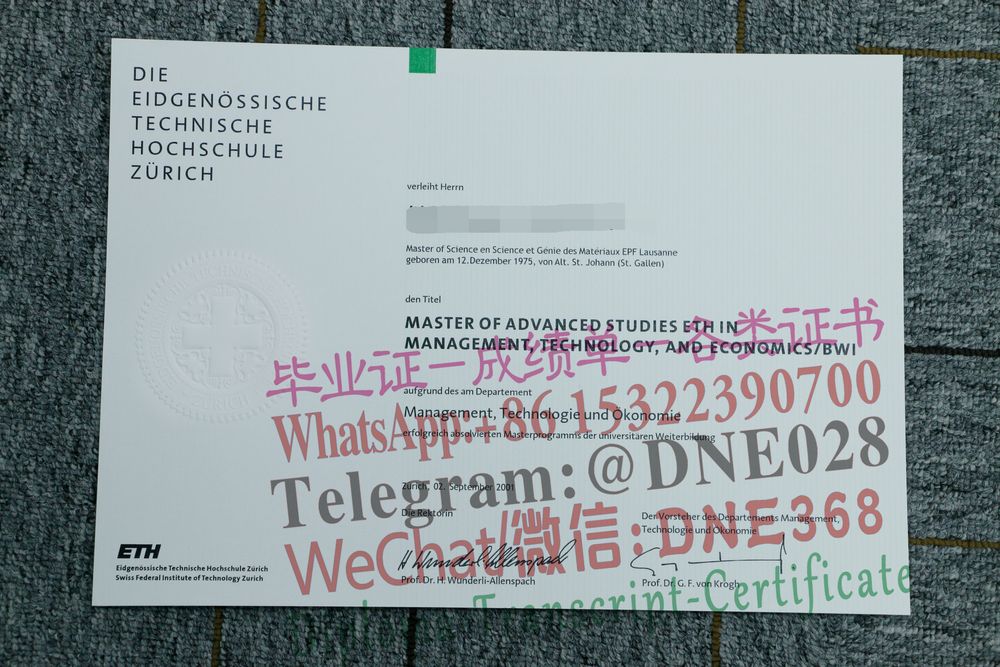 DIE
EIDGENÖSSISCHE
TECHNISCHE
HOCHSCHULE
ZÜRICH
verleiht Herrn
Master of Science en Science et Génie des Matériaux EPF Lausanne
geboren am 12.Dezember 1975, von Alt. St. Johann (St. Gallen)
den Titel
MASTER OF ADVANCED STUDIES ETH IN
MANAGEMENT, TECHNOLOGY, AND ECONOMICS/BWI
毕业证一成绩单一各类证书
aufgrund des am Departement
Management, Technologie und Ökonomie
WhatsApp:+86 15322390700
erfolgreich absolvierten Masterprogramms der universitären Weiterbildung
Telegram:@DNE028
Zürich, 02. September 2001
Die Rektorin
Der Vorsteher des Departements Management,
Technologie und Ökonomie
WeChat/微信:DNE368
ETH
Eidgenössische Technische Hochschule Zürich
Swiss Federal Institute of Technology Zurich
Prof. Dr. H. Wunderli-Allenspach
Prof. Dr. G. F. von Krogh
Transcript-Certificate